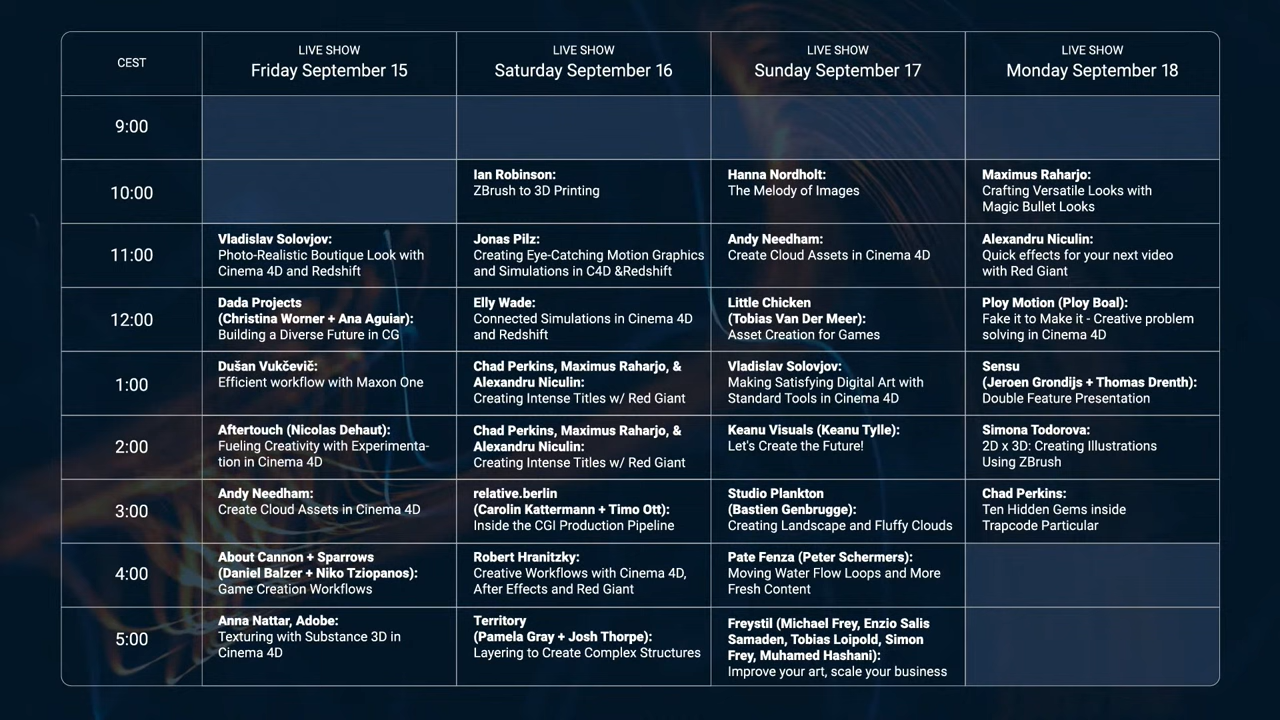 CEST
LIVE SHOW
Friday September 15
LIVE SHOW
Saturday September 16
LIVE SHOW
Sunday September 17
LIVE SHOW
Monday September 18
9:00
10:00
Ian Robinson:
ZBrush to 3D Printing
Hanna Nordholt:
The Melody of Images
Maximus Raharjo:
Crafting Versatile Looks with
Magic Bullet Looks
11:00
Vladislav Solovjov:
Photo-Realistic Boutique Look with
Cinema 4D and Redshift
Jonas Pilz:
Creating Eye-Catching Motion Graphics
and Simulations in C4D &Redshift
Andy Needham:
Create Cloud Assets in Cinema 4D
Alexandru Niculin:
Quick effects for your next video
with Red Giant
12:00
Dada Projects
(Christina Worner + Ana Aguiar):
Building a Diverse Future in CG
Elly Wade:
Connected Simulations in Cinema 4D
and Redshift
Little Chicken
(Tobias Van Der Meer):
Asset Creation for Games
Ploy Motion (Ploy Boal):
Fake it to Make it - Creative problem
solving in Cinema 4D
1:00
Dušan Vukčevič:
Efficient workflow with Maxon One
Chad Perkins, Maximus Raharjo, &
Alexandru Niculin:
Creating Intense Titles w/ Red Giant
Vladislav Solovjov:
Making Satisfying Digital Art with
Standard Tools in Cinema 4D
Sensu
(Jeroen Grondijs + Thomas Drenth):
Double Feature Presentation
2:00
Aftertouch (Nicolas Dehaut):
Fueling Creativity with Experimenta-
tion in Cinema 4D
Chad Perkins, Maximus Raharjo, &
Alexandru Niculin:
Creating Intense Titles w/ Red Giant
Keanu Visuals (Keanu Tylle):
Let's Create the Future!
Simona Todorova:
2D x 3D: Creating Illustrations
Using ZBrush
3:00
Andy Needham:
Create Cloud Assets in Cinema 4D
relative.berlin
(Carolin Kattermann + Timo Ott):
Inside the CGI Production Pipeline
Studio Plankton
(Bastien Genbrugge):
Creating Landscape and Fluffy Clouds
Chad Perkins:
Ten Hidden Gems inside
Trapcode Particular
4:00
About Cannon + Sparrows
(Daniel Balzer + Niko Tziopanos):
Game Creation Workflows
Robert Hranitzky:
Creative Workflows with Cinema 4D,
After Effects and Red Giant
Pate Fenza (Peter Schermers):
Moving Water Flow Loops and More
Fresh Content
5:00
Anna Nattar, Adobe:
Texturing with Substance 3D in
Cinema 4D
Territory
(Pamela Gray + Josh Thorpe):
Layering to Create Complex Structures
Freystil (Michael Frey, Enzio Salis
Samaden, Tobias Loipold, Simon
Frey, Muhamed Hashani):
Improve your art, scale your business